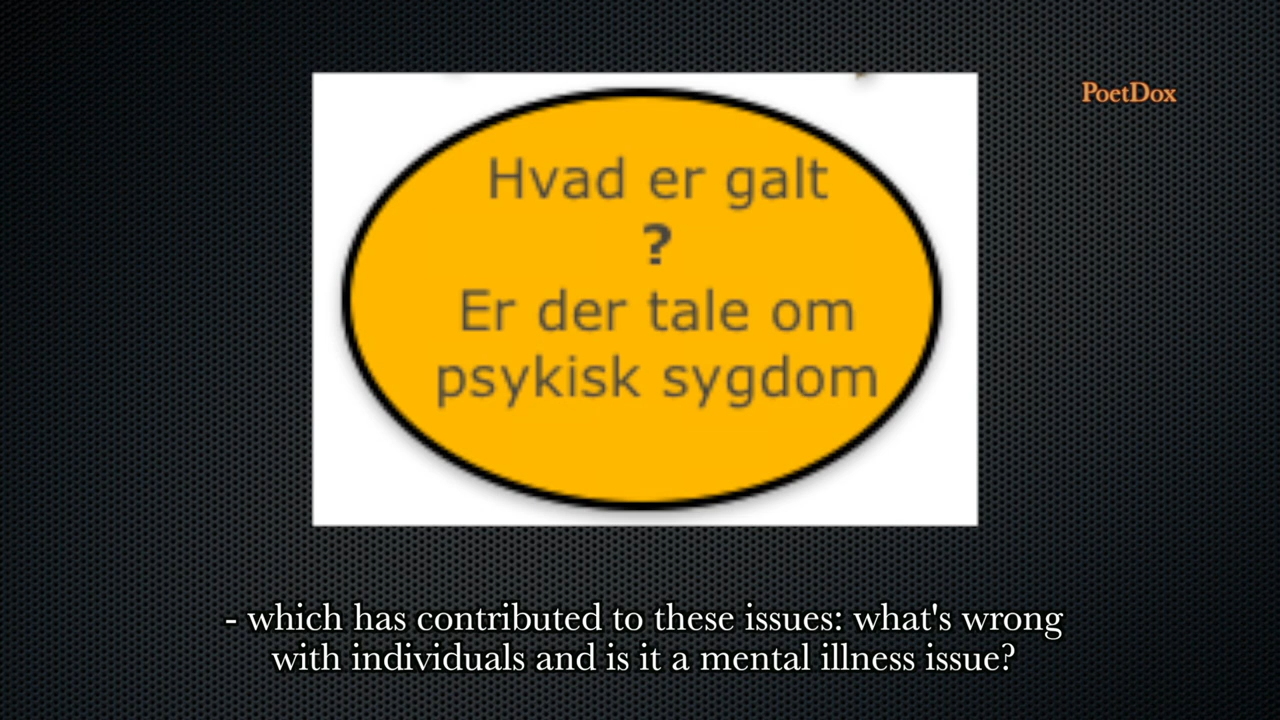 PoetDox
Hvad er galt
?
Er der tale om
psykisk sygdom
- which has contributed to these issues: what's wrong
with individuals and is it a mental illness issue?